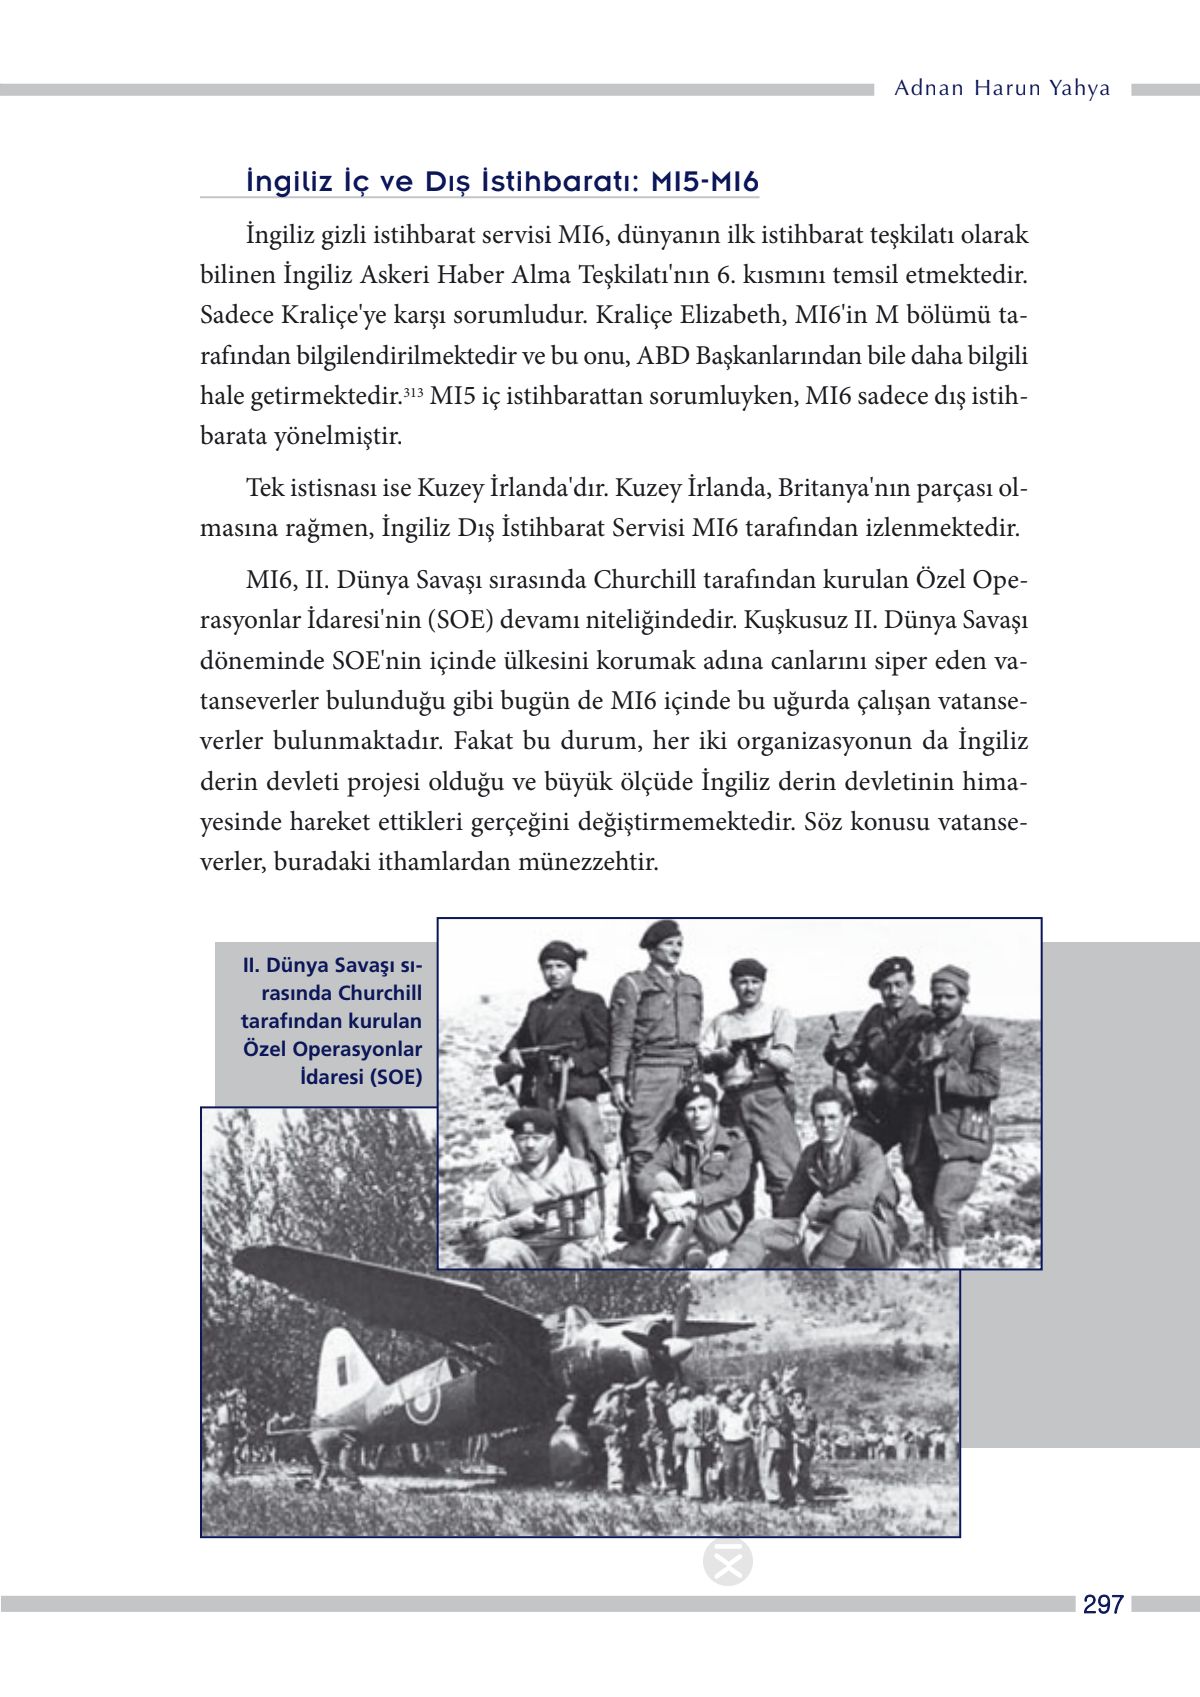 Adnan Harun Yahya
İngiliz İç ve Dış İstihbaratı: MI5-MI6
İngiliz gizli istihbarat servisi MI6, dünyanın ilk istihbarat teşkilatı olarak
bilinen İngiliz Askeri Haber Alma Teşkilatı'nın 6. kısmını temsil etmektedir.
Sadece Kraliçe'ye karşı sorumludur. Kraliçe Elizabeth, MI6'in M bölümü ta-
rafından bilgilendirilmektedir ve bu onu, ABD Başkanlarından bile daha bilgili
hale getirmektedir.³¹³ MI5 iç istihbarattan sorumluyken, MI6 sadece dış istih-
barata yönelmiştir.
Tek istisnası ise Kuzey İrlanda'dır. Kuzey İrlanda, Britanya'nın parçası ol-
masına rağmen, İngiliz Dış İstihbarat Servisi MI6 tarafından izlenmektedir.
MI6, II. Dünya Savaşı sırasında Churchill tarafından kurulan Özel Ope-
rasyonlar İdaresi'nin (SOE) devamı niteliğindedir. Kuşkusuz II. Dünya Savaşı
döneminde SOE'nin içinde ülkesini korumak adına canlarını siper eden va-
tanseverler bulunduğu gibi bugün de MI6 içinde bu uğurda çalışan vatanse-
verler bulunmaktadır. Fakat bu durum, her iki organizasyonun da İngiliz
derin devleti projesi olduğu ve büyük ölçüde İngiliz derin devletinin hima-
yesinde hareket ettikleri gerçeğini değiştirmemektedir. Söz konusu vatanse-
verler, buradaki ithamlardan münezzehtir.
II. Dünya Savaşı sı-
rasında Churchill
tarafından kurulan
Özel Operasyonlar
İdaresi (SOE)
297